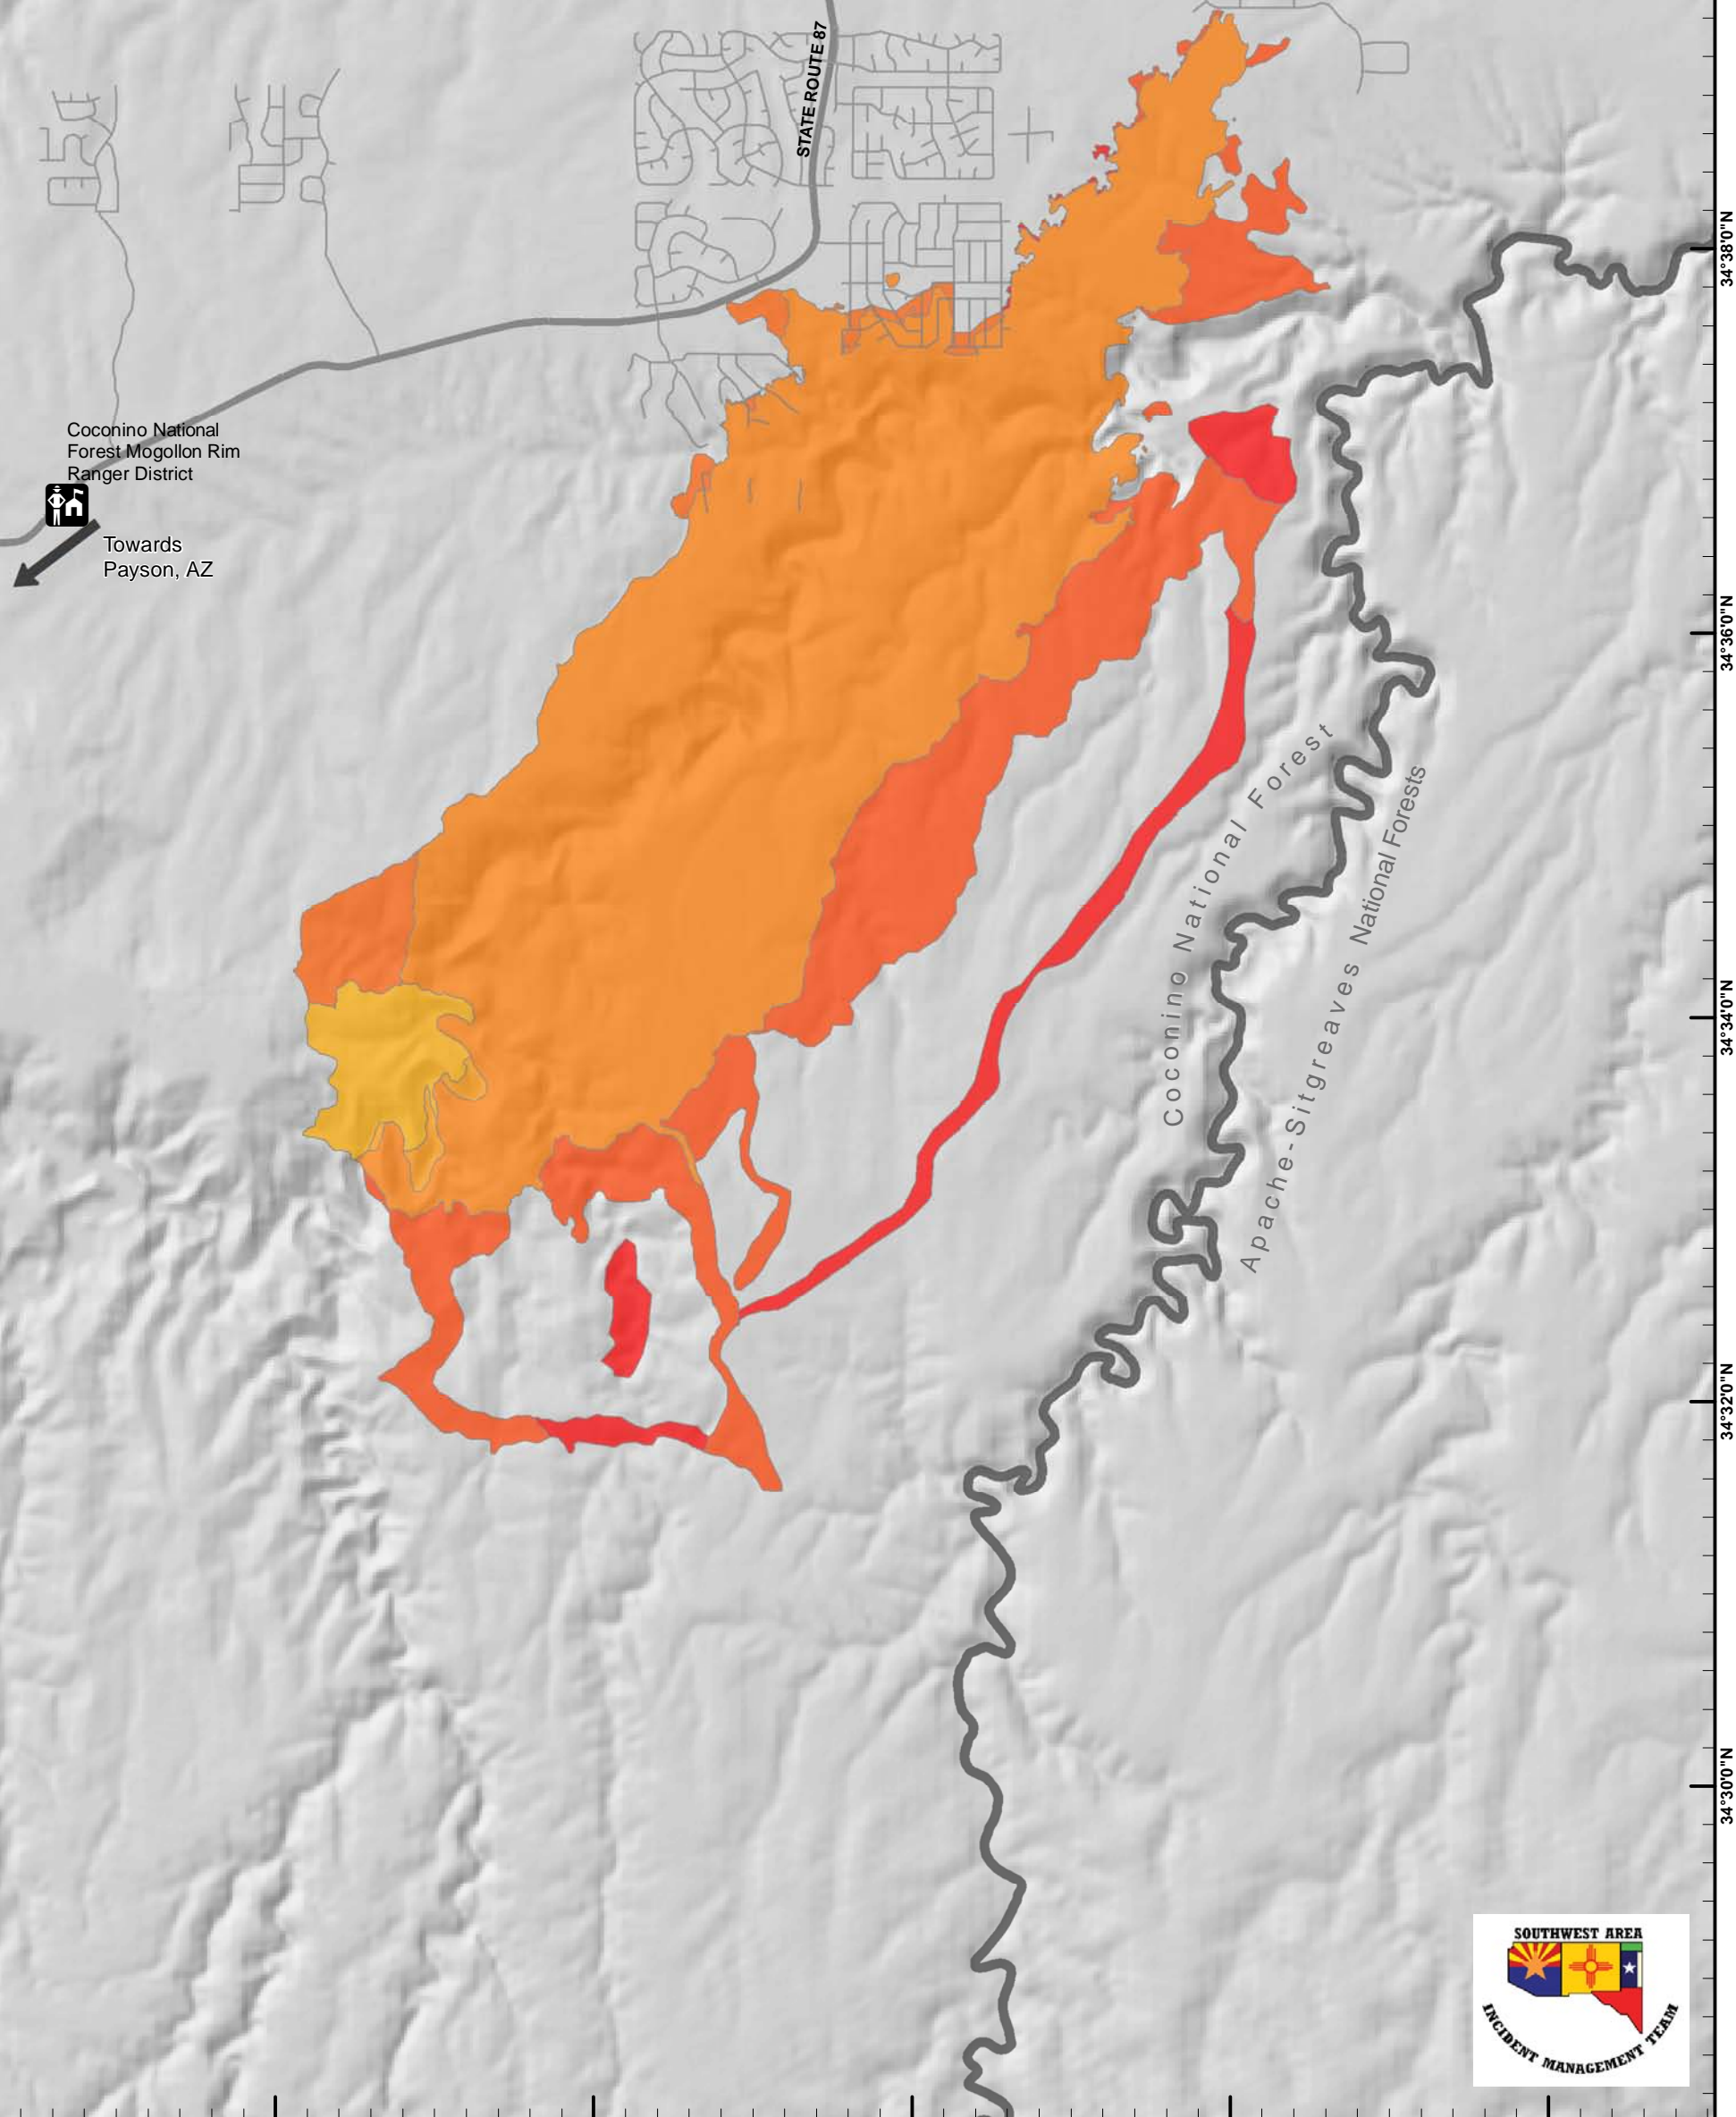 STATE ROUTE 87
34°38'0"N
Coconino National
Forest Mogollon Rim
Ranger District
Towards
Payson, AZ
34°36'0"N
Coconino National Forest
Apache-Sitgreaves National Forests
34°34'0"N
34°32'0"N
34°30'0"N
SOUTHWEST AREA
INCIDENT MANAGEMENT TEAM